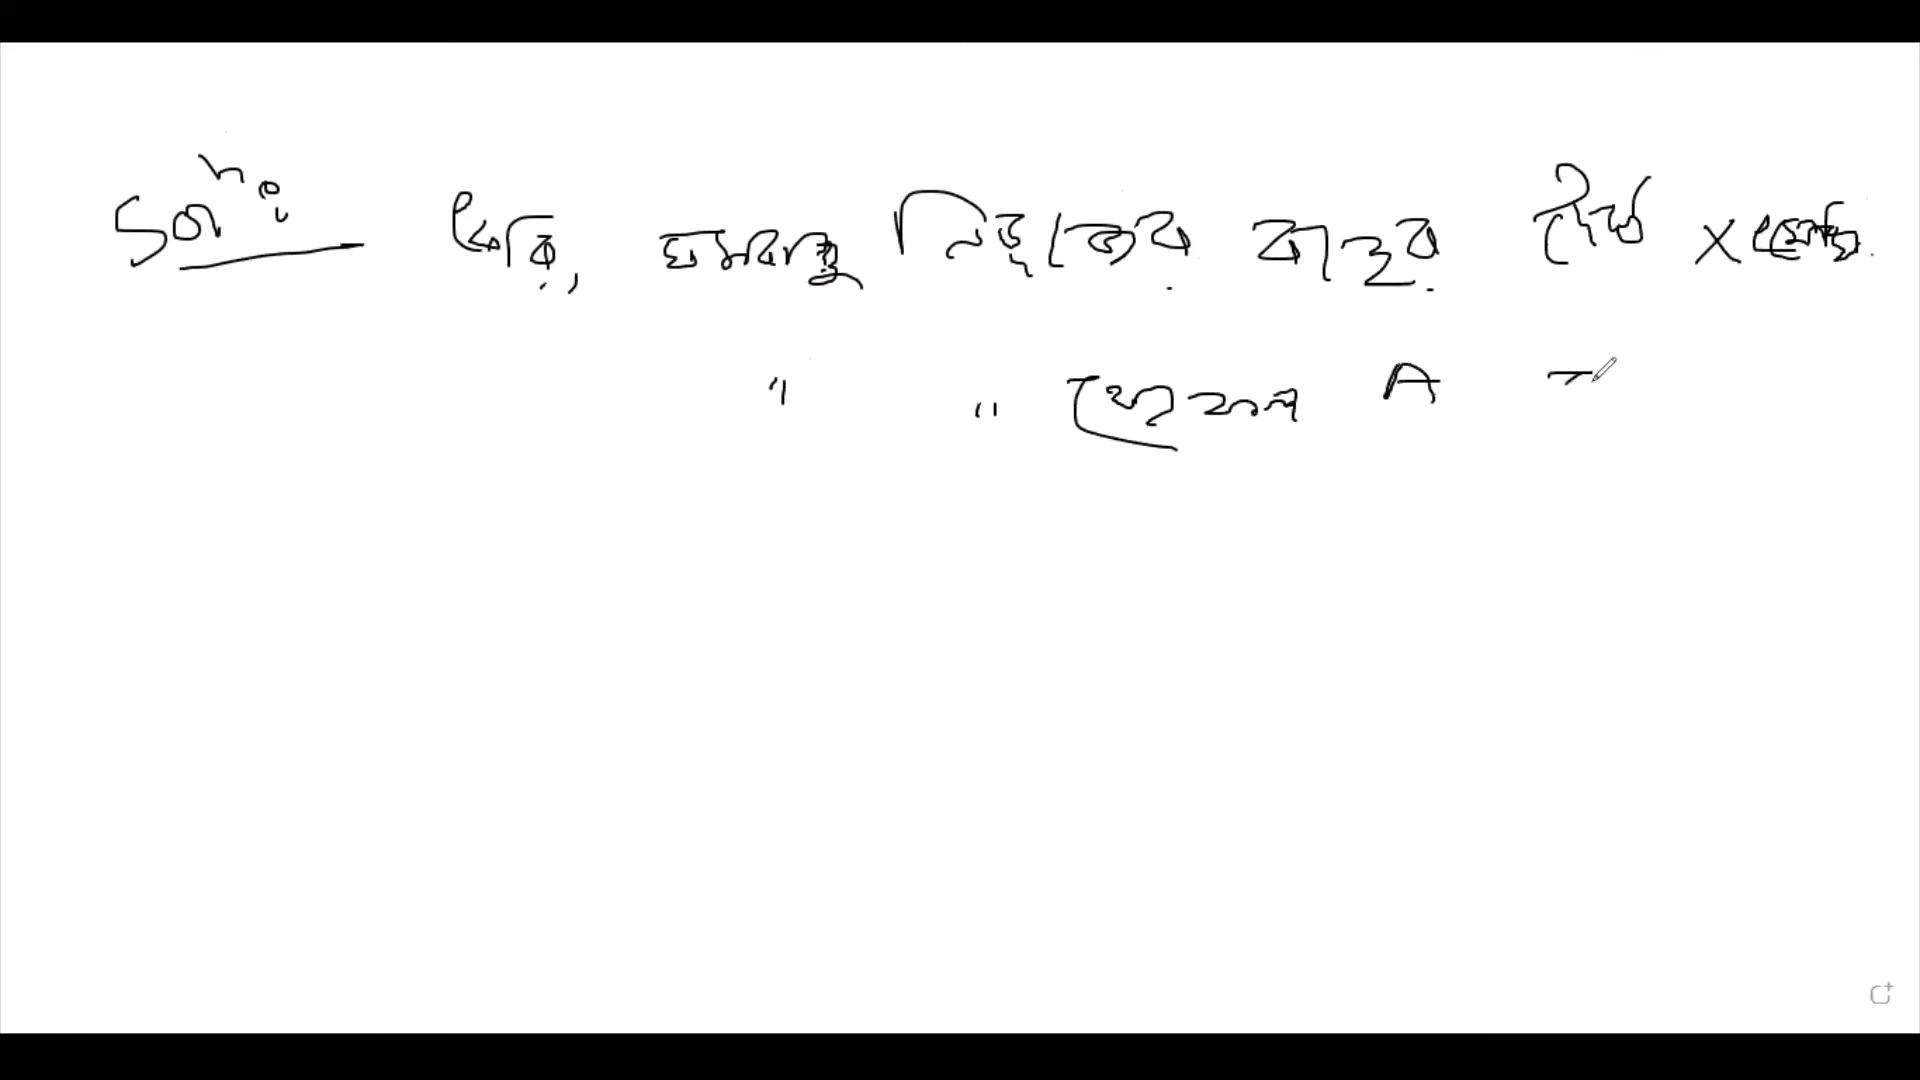 Solⁿ: ধরি, সমবাহু ত্রিভুজের বাহুর দৈর্ঘ্য x
" " ক্ষেত্রফল A